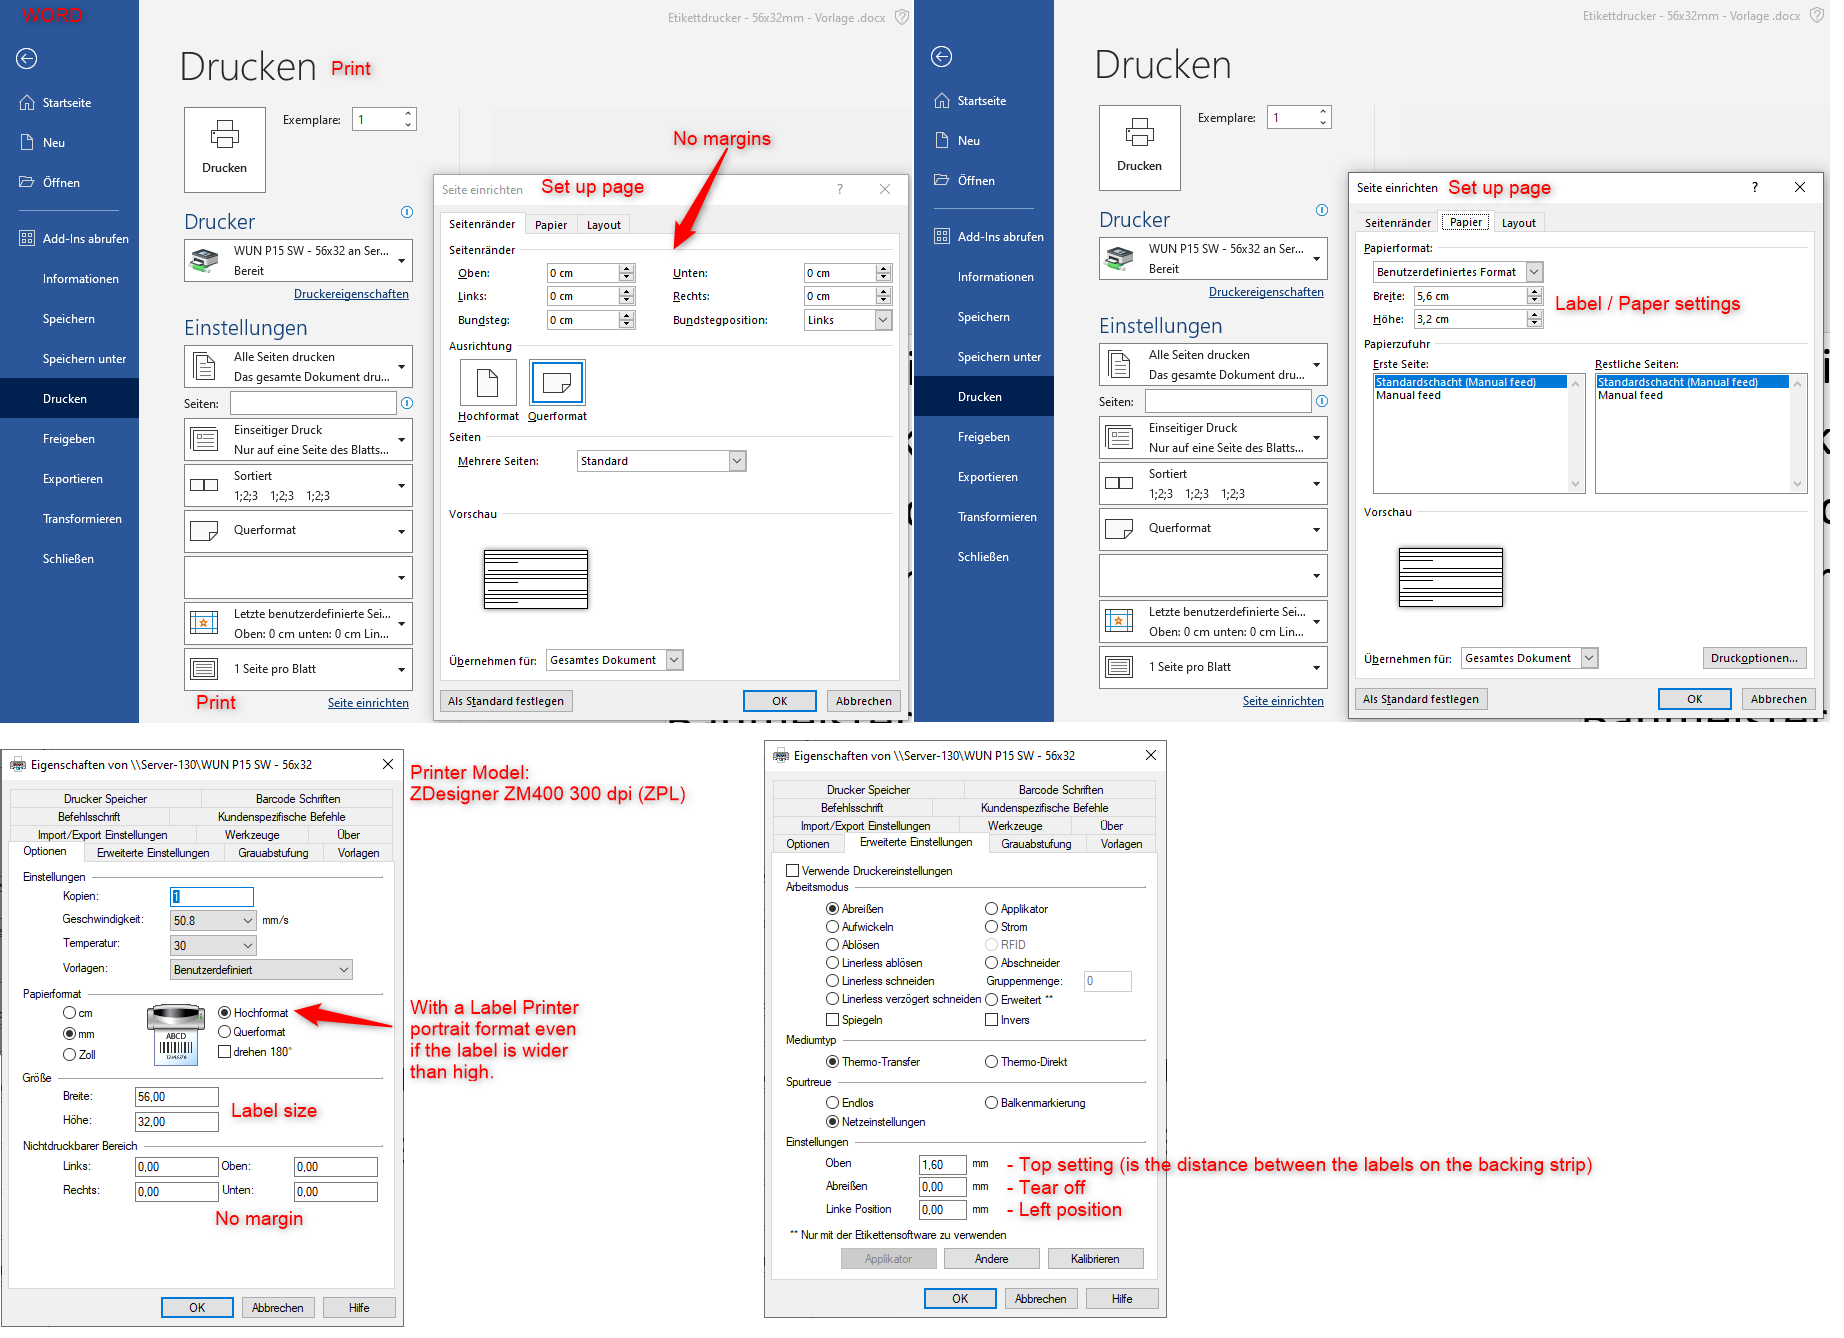 WORD
Etikettdrucker - 56x32mm - Vorlage .docx
Drucken
Print
Startseite
Neu
Öffnen
Add-Ins abrufen
Informationen
Speichern
Speichern unter
Drucken
Freigeben
Exportieren
Transformieren
Schließen
Drucken
Exemplare: 1
Drucker
WUN P15 SW - 56x32 an Ser...
Bereit
Druckereigenschaften
Einstellungen
Alle Seiten drucken
Das gesamte Dokument dru...
Seiten:
Einseitiger Druck
Nur auf eine Seite des Blatts...
Sortiert
1;2;3 1;2;3 1;2;3
Querformat
Letzte benutzerdefinierte Sei...
Oben: 0 cm unten: 0 cm Lin...
1 Seite pro Blatt
Print
Seite einrichten
No margins
Seite einrichten
Set up page
?
Seitenränder Papier Layout
Seitenränder
Oben: 0 cm Unten: 0 cm
Links: 0 cm Rechts: 0 cm
Bundsteg: 0 cm Bundstegposition: Links
Ausrichtung
Hochformat Querformat
Seiten
Mehrere Seiten: Standard
Vorschau
Übernehmen für: Gesamtes Dokument
Als Standard festlegen OK Abbrechen
Etikettdrucker - 56x32mm - Vorlage .docx
Drucken
Startseite
Neu
Öffnen
Add-Ins abrufen
Informationen
Speichern
Speichern unter
Drucken
Freigeben
Exportieren
Transformieren
Schließen
Drucken
Exemplare: 1
Drucker
WUN P15 SW - 56x32 an Ser...
Bereit
Druckereigenschaften
Einstellungen
Alle Seiten drucken
Das gesamte Dokument dru...
Seiten:
Einseitiger Druck
Nur auf eine Seite des Blatts...
Sortiert
1;2;3 1;2;3 1;2;3
Querformat
Letzte benutzerdefinierte Sei...
Oben: 0 cm unten: 0 cm Lin...
1 Seite pro Blatt
Seite einrichten
Seite einrichten
Set up page
?
Seitenränder Papier Layout
Papierformat:
Benutzerdefiniertes Format
Breite: 5,6 cm
Höhe: 3,2 cm
Label / Paper settings
Papierzufuhr
Erste Seite: Restliche Seiten:
Standardschacht (Manual feed) Standardschacht (Manual feed)
Manual feed Manual feed
Vorschau
Übernehmen für: Gesamtes Dokument Druckoptionen...
Als Standard festlegen OK Abbrechen
Eigenschaften von \\Server-130\WUN P15 SW - 56x32
Drucker Speicher Barcode Schriften
Befehlsschrift Kundenspezifische Befehle
Import/Export Einstellungen Werkzeuge Über
Optionen Erweiterte Einstellungen Grauabstufung Vorlagen
Einstellungen
Kopien: 1
Geschwindigkeit: 50.8 mm/s
Temperatur: 30
Vorlagen: Benutzerdefiniert
Papierformat
cm
mm
Zoll
ABCD
Hochformat
Querformat
drehen 180°
Größe
Breite: 56,00
Höhe: 32,00
Label size
Nichtdruckbarer Bereich
Links: 0,00 Oben: 0,00
Rechts: 0,00 Unten: 0,00
No margin
OK Abbrechen Hilfe
Printer Model:
ZDesigner ZM400 300 dpi (ZPL)
With a Label Printer
portrait format even
if the label is wider
than high.
Eigenschaften von \\Server-130\WUN P15 SW - 56x32
Drucker Speicher Barcode Schriften
Befehlsschrift Kundenspezifische Befehle
Import/Export Einstellungen Werkzeuge Über
Optionen Erweiterte Einstellungen Grauabstufung Vorlagen
Verwende Druckereinstellungen
Arbeitsmodus
Abreißen Applikator
Aufwickeln Strom
Ablösen RFID
Linerless ablösen Abschneider
Linerless schneiden Gruppenmenge: 0
Linerless verzögert schneiden Erweitert **
Spiegeln Invers
Mediumtyp
Thermo-Transfer Thermo-Direkt
Spurtreue
Endlos Balkenmarkierung
Netzeinstellungen
Einstellungen
Oben 1,60 mm - Top setting (is the distance between the labels on the backing strip)
Abreißen 0,00 mm - Tear off
Linke Position 0,00 mm - Left position
** Nur mit der Etikettensoftware zu verwenden
Applikator Andere Kalibrieren
OK Abbrechen Hilfe